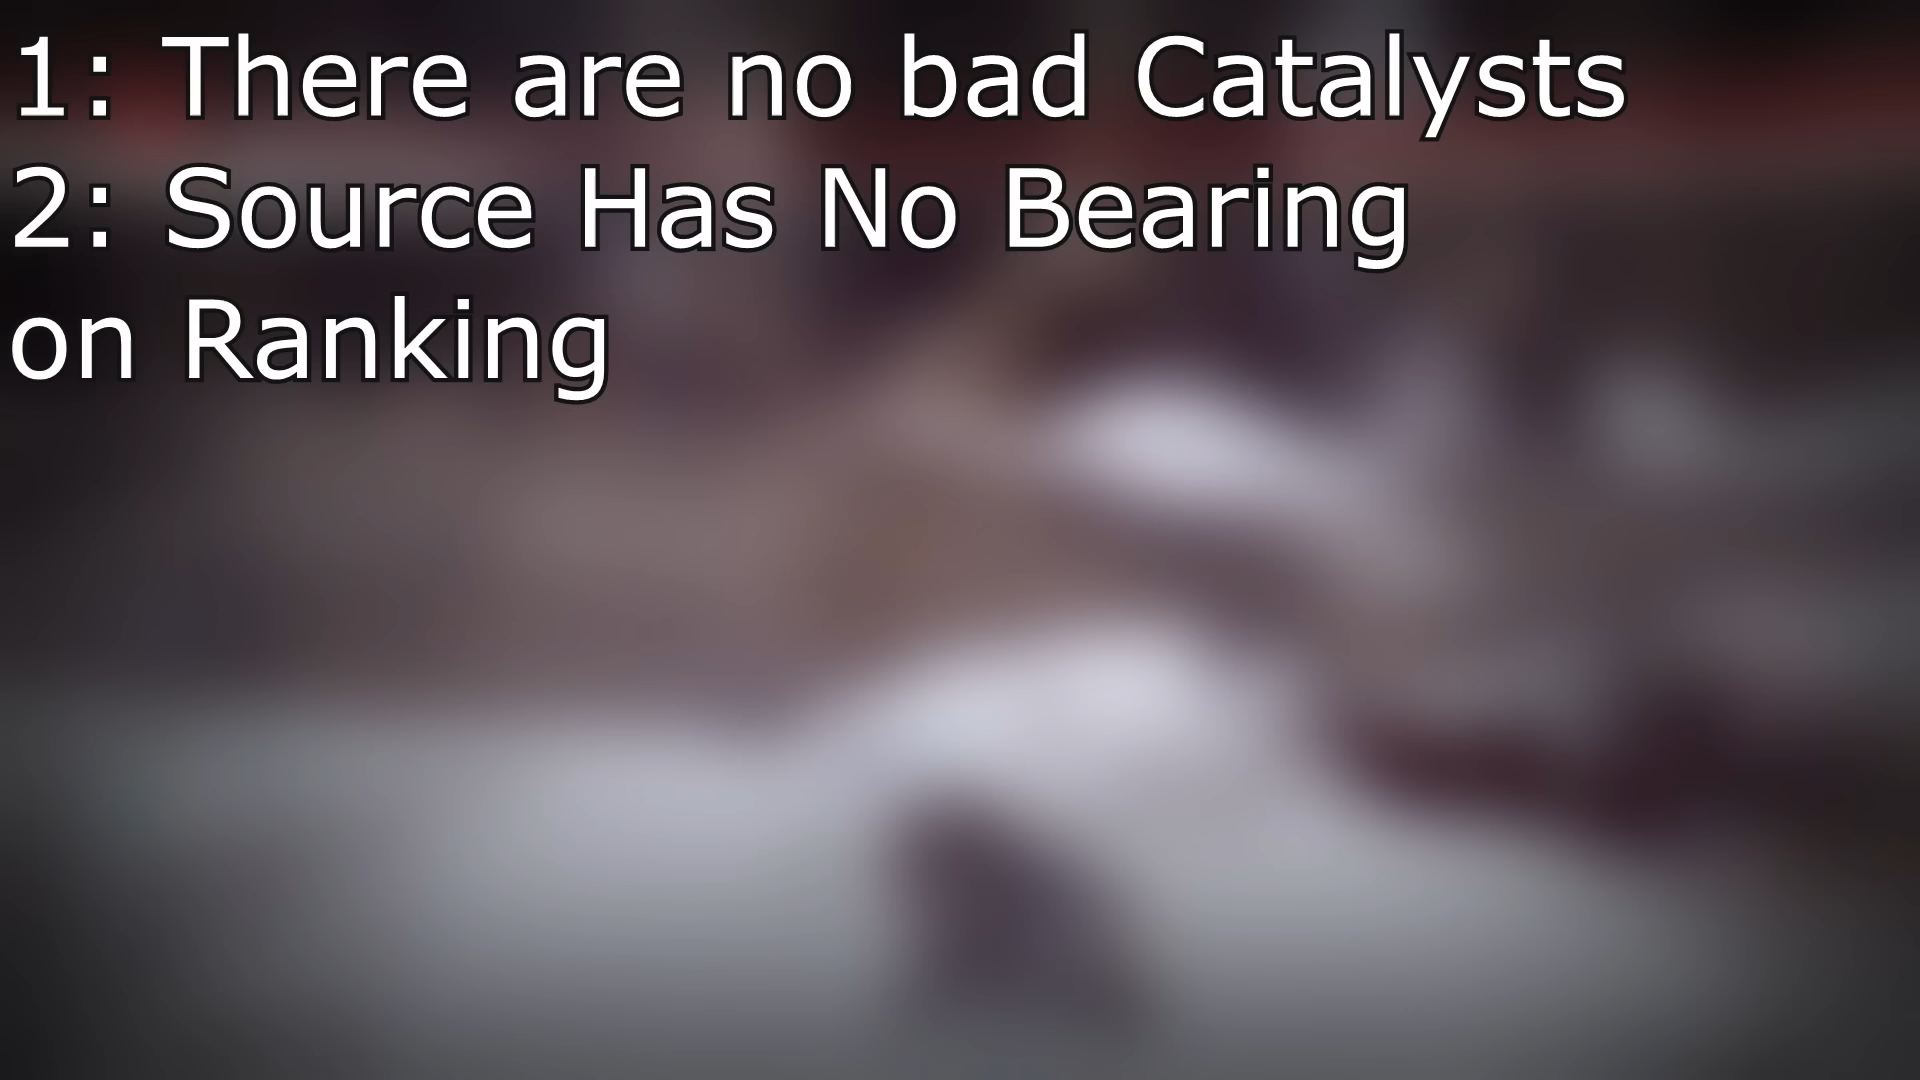 1: There are no bad Catalysts
2: Source Has No Bearing
on Ranking